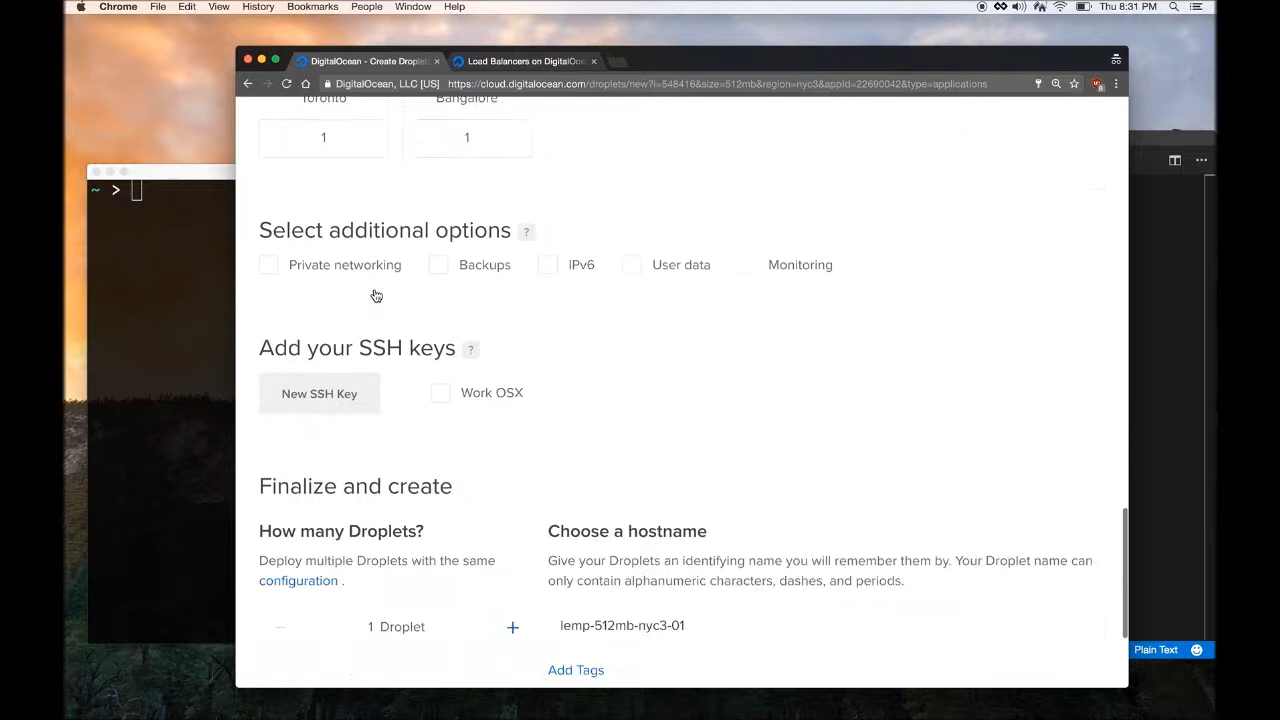 Chrome File Edit View History Bookmarks People Window Help Thu 8:31 PM
DigitalOcean - Create Droplet Load Balancers on DigitalOce
DigitalOcean, LLC [US] https://cloud.digitalocean.com/droplets/new?i=548416&size=512mb&region=nyc3&appId=22690042&type=applications
Toronto Bangalore
1 1
~ >
Select additional options ?
Private networking Backups IPv6 User data Monitoring
Add your SSH keys ?
New SSH Key Work OSX
Finalize and create
How many Droplets? Choose a hostname
Deploy multiple Droplets with the same Give your Droplets an identifying name you will remember them by. Your Droplet name can
configuration . only contain alphanumeric characters, dashes, and periods.
1 Droplet + lemp-512mb-nyc3-01
Plain Text
Add Tags